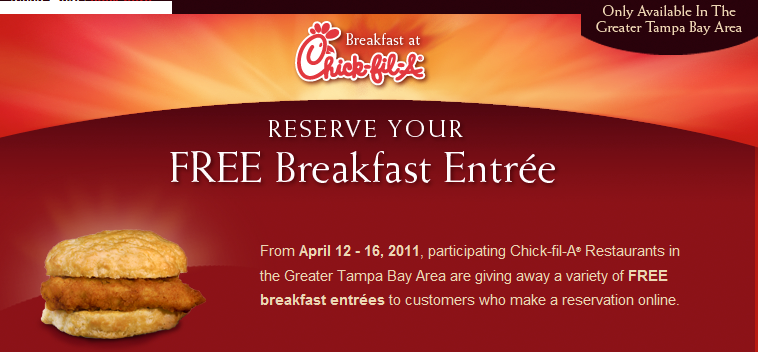 Only Available In The
Greater Tampa Bay Area
Breakfast at
Chick-fil-A®
RESERVE YOUR
FREE Breakfast Entrée
From April 12 - 16, 2011, participating Chick-fil-A® Restaurants in
the Greater Tampa Bay Area are giving away a variety of FREE
breakfast entrées to customers who make a reservation online.